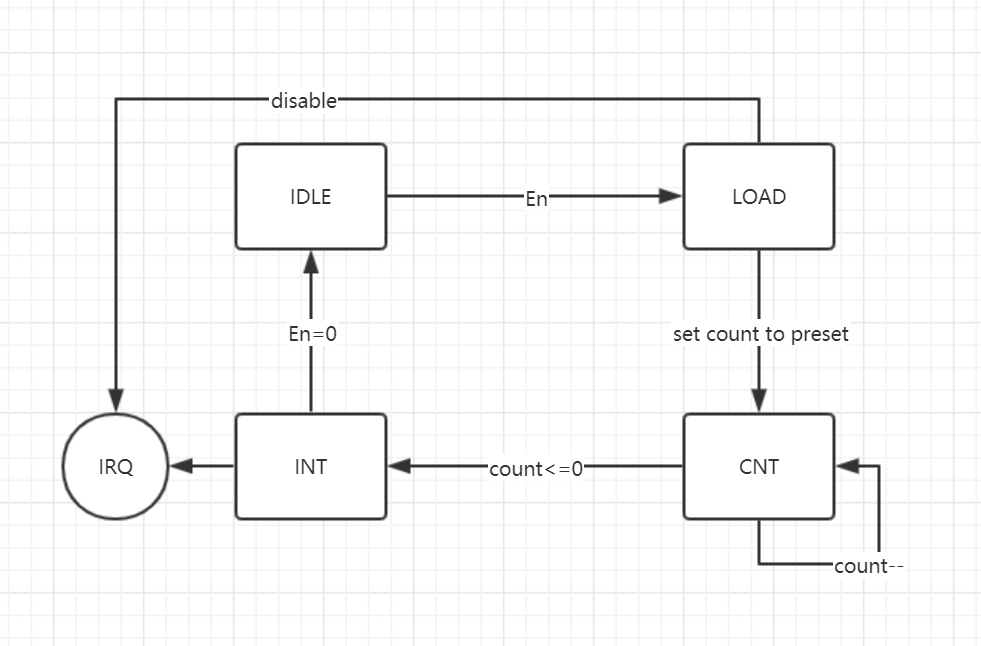 disable
IDLE
En
LOAD
En=0
set count to preset
IRQ
INT
count<=0
CNT
count--